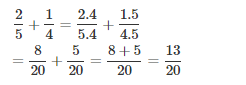 2/5 + 1/4 = 2.4/5.4 + 1.5/4.5
= 8/20 + 5/20 = 8 + 5/20 = 13/20